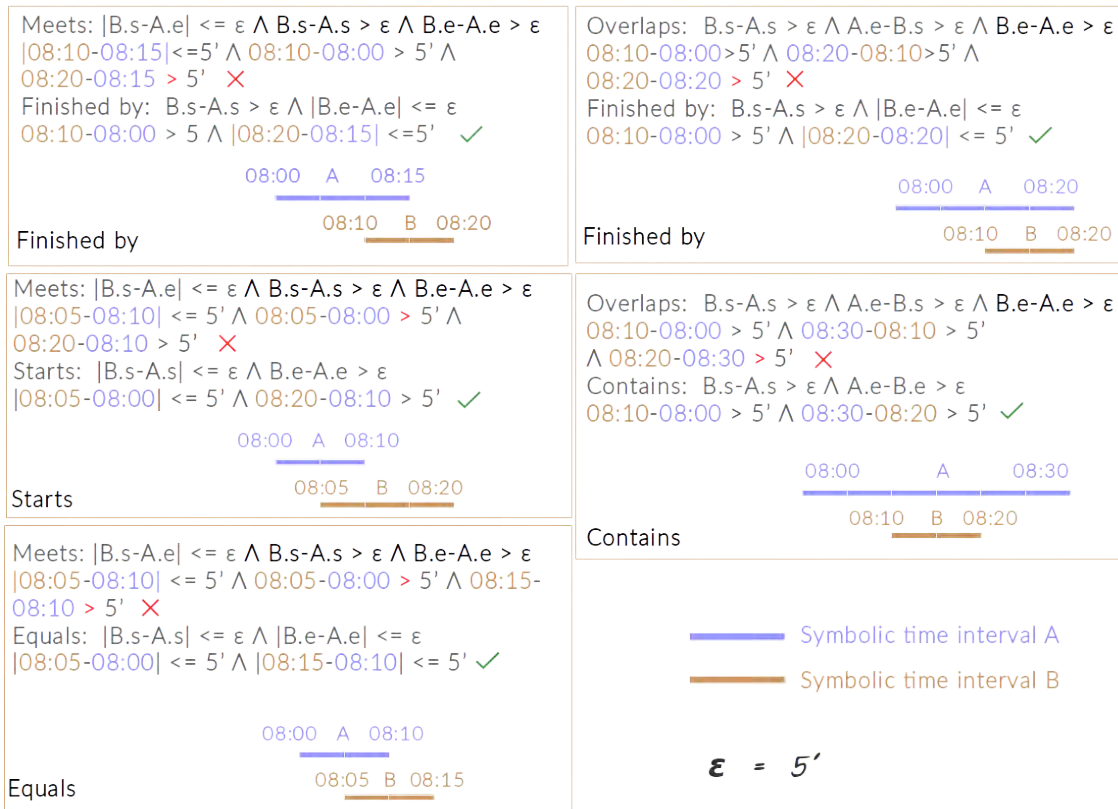 Meets: |B.s-A.e| <= ε Λ B.s-A.s > ε Λ B.e-A.e > ε
|08:10-08:15|<=5' Λ 08:10-08:00 > 5' Λ
08:20-08:15 > 5' ✕
Finished by: B.s-A.s > ε Λ |B.e-A.e| <= ε
08:10-08:00 > 5 Λ |08:20-08:15| <=5' ✓
08:00 A 08:15
08:10 B 08:20
Finished by
Overlaps: B.s-A.s > ε Λ A.e-B.s > ε Λ B.e-A.e > ε
08:10-08:00>5' Λ 08:20-08:10>5' Λ
08:20-08:20 > 5' ✕
Finished by: B.s-A.s > ε Λ |B.e-A.e| <= ε
08:10-08:00 > 5' Λ |08:20-08:20| <= 5' ✓
08:00 A 08:20
08:10 B 08:20
Finished by
Meets: |B.s-A.e| <= ε Λ B.s-A.s > ε Λ B.e-A.e > ε
|08:05-08:10| <= 5' Λ 08:05-08:00 > 5' Λ
08:20-08:10 > 5' ✕
Starts: |B.s-A.s| <= ε Λ B.e-A.e > ε
|08:05-08:00| <= 5' Λ 08:20-08:10 > 5' ✓
08:00 A 08:10
08:05 B 08:20
Starts
Overlaps: B.s-A.s > ε Λ A.e-B.s > ε Λ B.e-A.e > ε
08:10-08:00 > 5' Λ 08:30-08:10 > 5'
Λ 08:20-08:30 > 5' ✕
Contains: B.s-A.s > ε Λ A.e-B.e > ε
08:10-08:00 > 5' Λ 08:30-08:20 > 5' ✓
08:00 A 08:30
08:10 B 08:20
Contains
Meets: |B.s-A.e| <= ε Λ B.s-A.s > ε Λ B.e-A.e > ε
|08:05-08:10| <= 5' Λ 08:05-08:00 > 5' Λ 08:15-
08:10 > 5' ✕
Equals: |B.s-A.s| <= ε Λ |B.e-A.e| <= ε
|08:05-08:00| <= 5' Λ |08:15-08:10| <= 5' ✓
08:00 A 08:10
08:05 B 08:15
Equals
Symbolic time interval A
Symbolic time interval B
ε = 5'